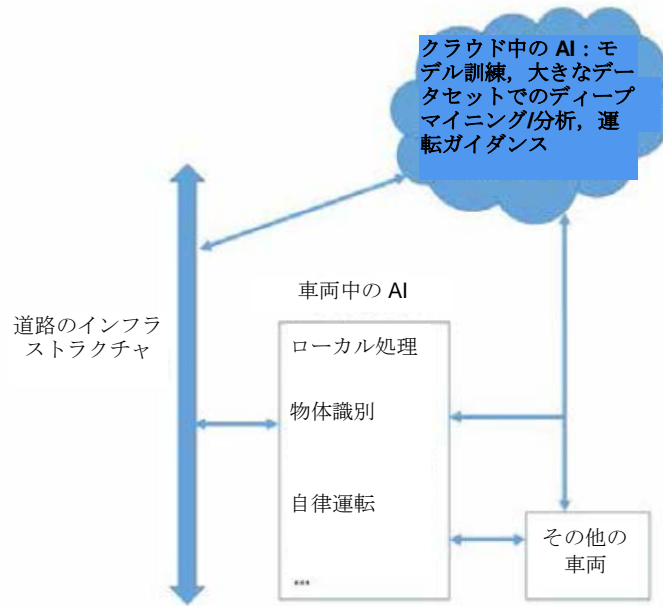 クラウド中の AI：モ
デル訓練，大きなデー
タセットでのディープ
マイニング/分析，運
転ガイダンス
車両中の AI
道路のインフラ
ストラクチャ
ローカル処理
物体識別
自律運転
...
その他の
車両